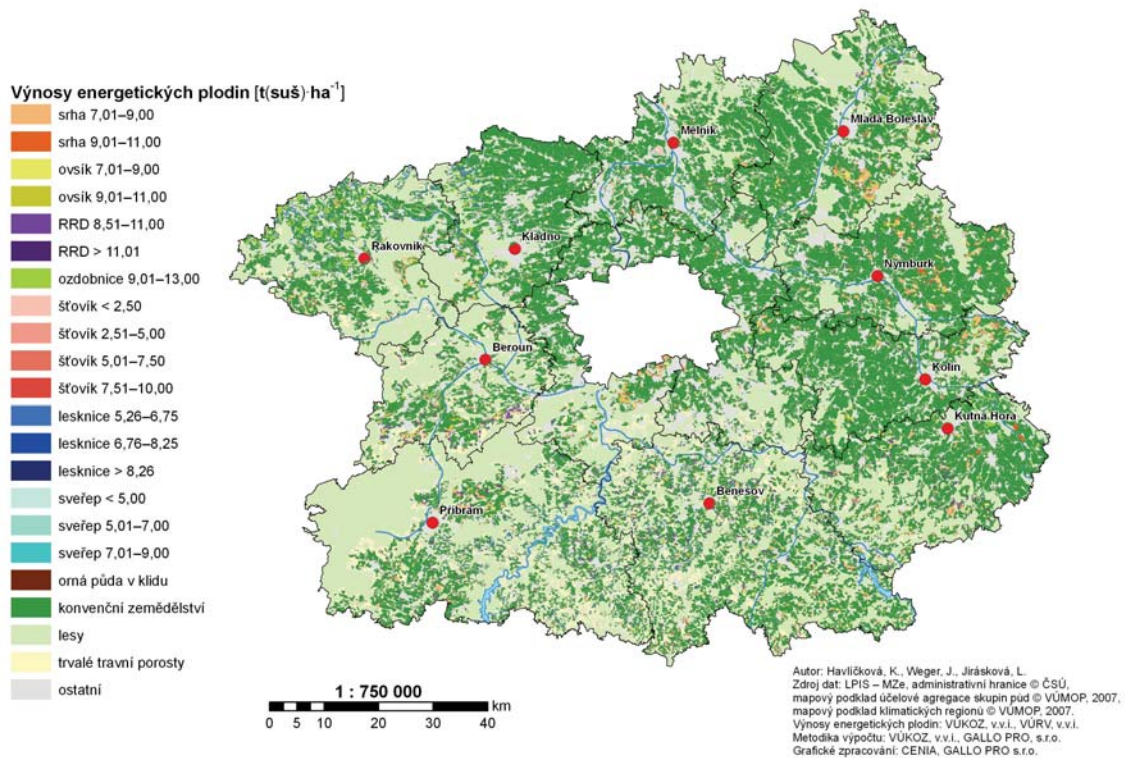 Výnosy energetických plodin [t(suš)·ha⁻¹]
srha 7,01–9,00
srha 9,01–11,00
ovsík 7,01–9,00
ovsík 9,01–11,00
RRD 8,51–11,00
RRD > 11,01
ozdobnice 9,01–13,00
šťovík < 2,50
šťovík 2,51–5,00
šťovík 5,01–7,50
šťovík 7,51–10,00
lesknice 5,26–6,75
lesknice 6,76–8,25
lesknice > 8,26
sveřep < 5,00
sveřep 5,01–7,00
sveřep 7,01–9,00
orná půda v klidu
konvenční zemědělství
lesy
trvalé travní porosty
ostatní
Mlada Boleslav
Melnik
Kladno
Rakovnik
Nymburk
Beroun
Kolin
Kutna Hora
Benesov
Pribram
1 : 750 000
km
0 5 10 20 30 40
Autor: Havlíčková, K., Weger, J., Jirásková, L.
Zdroj dat: LPIS – MZe, administrativní hranice © ČSÚ,
mapový podklad účelové agregace skupin půd © VÚMOP, 2007,
mapový podklad klimatických regionů © VÚMOP, 2007.
Výnosy energetických plodin: VÚKOZ, v.v.i., VÚRV, v.v.i.
Metodika výpočtu: VÚKOZ, v.v.i., GALLO PRO, s.r.o.
Grafické zpracování: CENIA, GALLO PRO s.r.o.